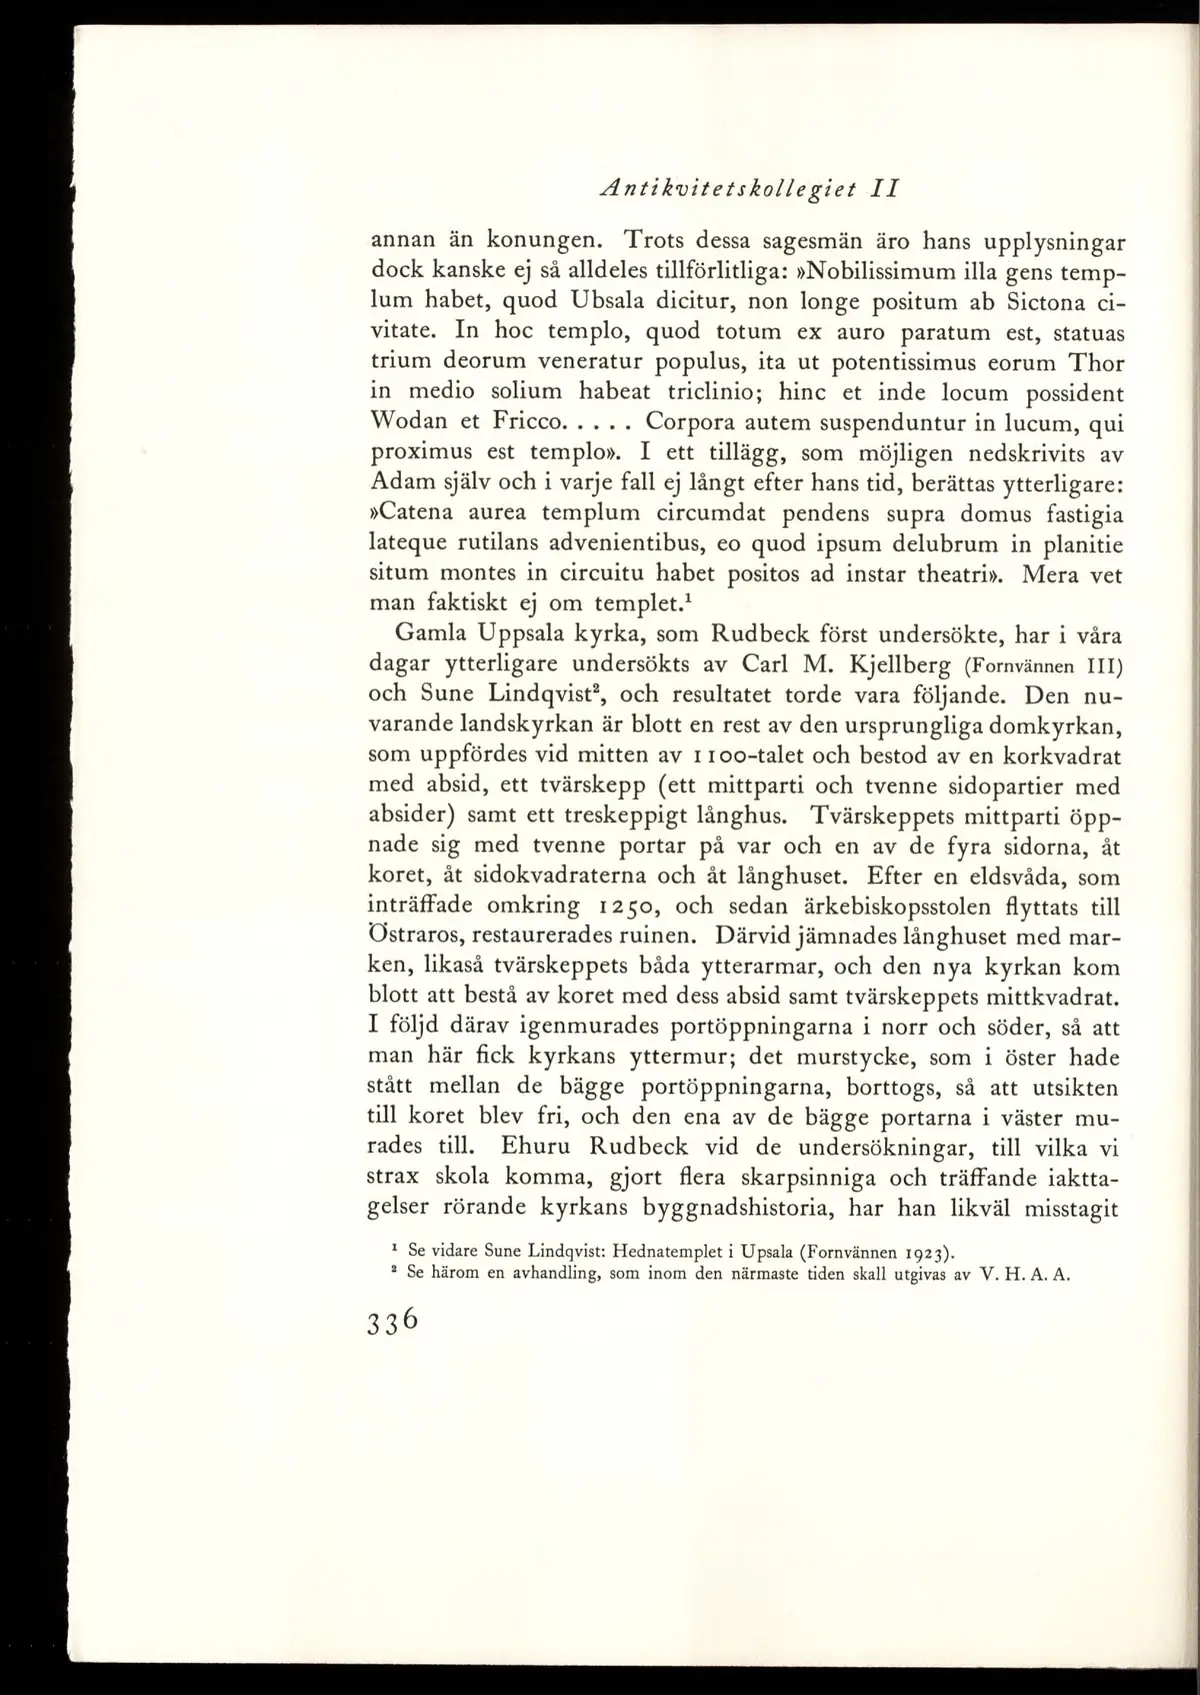 Antikvitetskollegiet II
annan än konungen. Trots dessa sagesmän äro hans upplysningar
dock kanske ej så alldeles tillförlitliga: »Nobilissimum illa gens temp-
lum habet, quod Ubsala dicitur, non longe positum ab Sictona ci-
vitate. In hoc templo, quod totum ex auro paratum est, statuas
trium deorum veneratur populus, ita ut potentissimus eorum Thor
in medio solium habeat triclinio; hinc et inde locum possident
Wodan et Fricco..... Corpora autem suspenduntur in lucum, qui
proximus est templo». I ett tillägg, som möjligen nedskrivits av
Adam själv och i varje fall ej långt efter hans tid, berättas ytterligare:
»Catena aurea templum circumdat pendens supra domus fastigia
lateque rutilans advenientibus, eo quod ipsum delubrum in planitie
situm montes in circuitu habet positos ad instar theatri». Mera vet
man faktiskt ej om templet.¹
Gamla Uppsala kyrka, som Rudbeck först undersökte, har i våra
dagar ytterligare undersökts av Carl M. Kjellberg (Fornvännen III)
och Sune Lindqvist², och resultatet torde vara följande. Den nu-
varande landskyrkan är blott en rest av den ursprungliga domkyrkan,
som uppfördes vid mitten av 1100-talet och bestod av en korkvadrat
med absid, ett tvärskepp (ett mittparti och tvenne sidopartier med
absider) samt ett treskeppigt långhus. Tvärskeppets mittparti öpp-
nade sig med tvenne portar på var och en av de fyra sidorna, åt
koret, åt sidokvadraterna och åt långhuset. Efter en eldsvåda, som
inträffade omkring 1250, och sedan ärkebiskopsstolen flyttats till
Östraros, restaurerades ruinen. Därvid jämnades långhuset med mar-
ken, likaså tvärskeppets båda ytterarmar, och den nya kyrkan kom
blott att bestå av koret med dess absid samt tvärskeppets mittkvadrat.
I följd därav igenmurades portöppningarna i norr och söder, så att
man här fick kyrkans yttermur; det murstycke, som i öster hade
stått mellan de bägge portöppningarna, borttogs, så att utsikten
till koret blev fri, och den ena av de bägge portarna i väster mu-
rades till. Ehuru Rudbeck vid de undersökningar, till vilka vi
strax skola komma, gjort flera skarpsinniga och träffande iaktta-
gelser rörande kyrkans byggnadshistoria, har han likväl misstagit
¹ Se vidare Sune Lindqvist: Hednatemplet i Upsala (Fornvännen 1923).
² Se härom en avhandling, som inom den närmaste tiden skall utgivas av V. H. A. A.
336